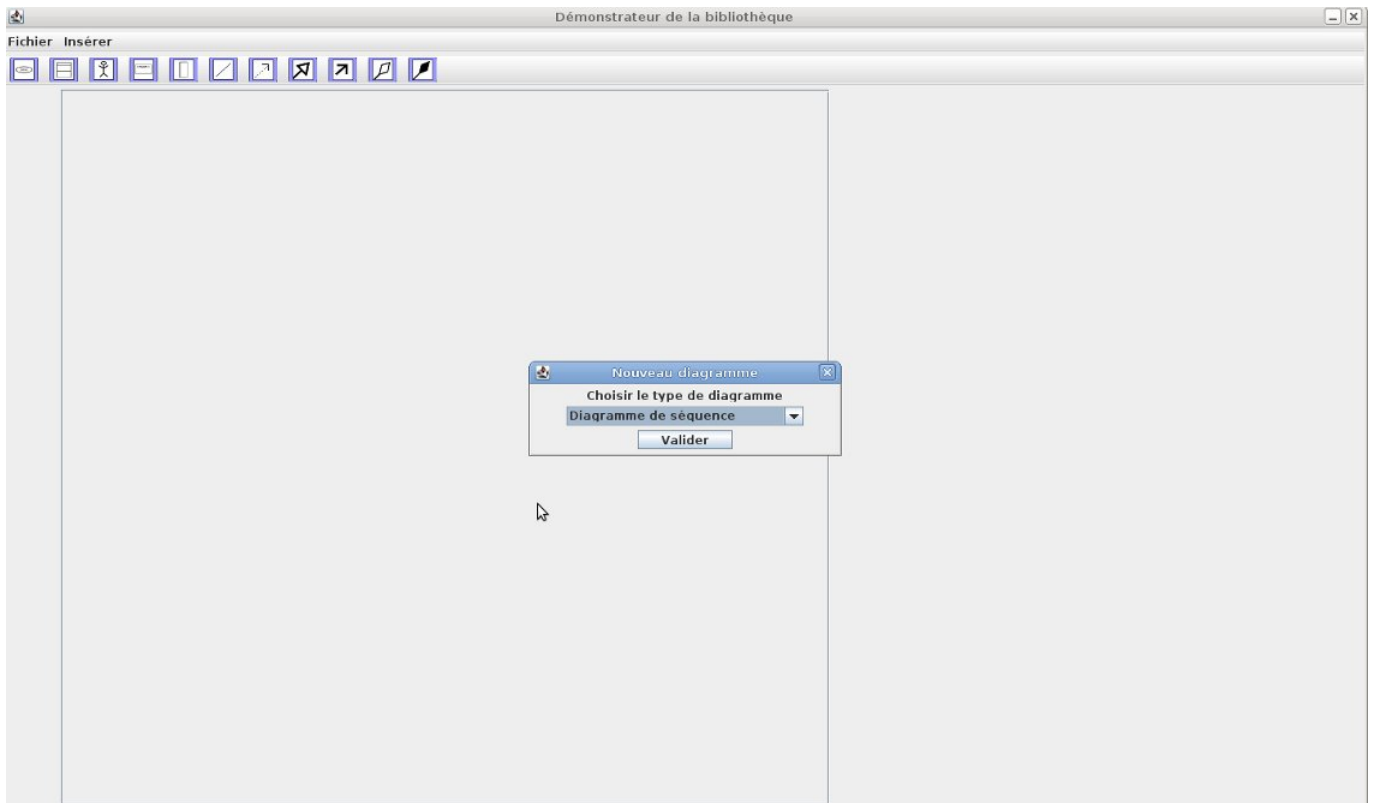 Démonstrateur de la bibliothèque
Fichier Insérer
Nouveau diagramme
Choisir le type de diagramme
Diagramme de séquence
Valider